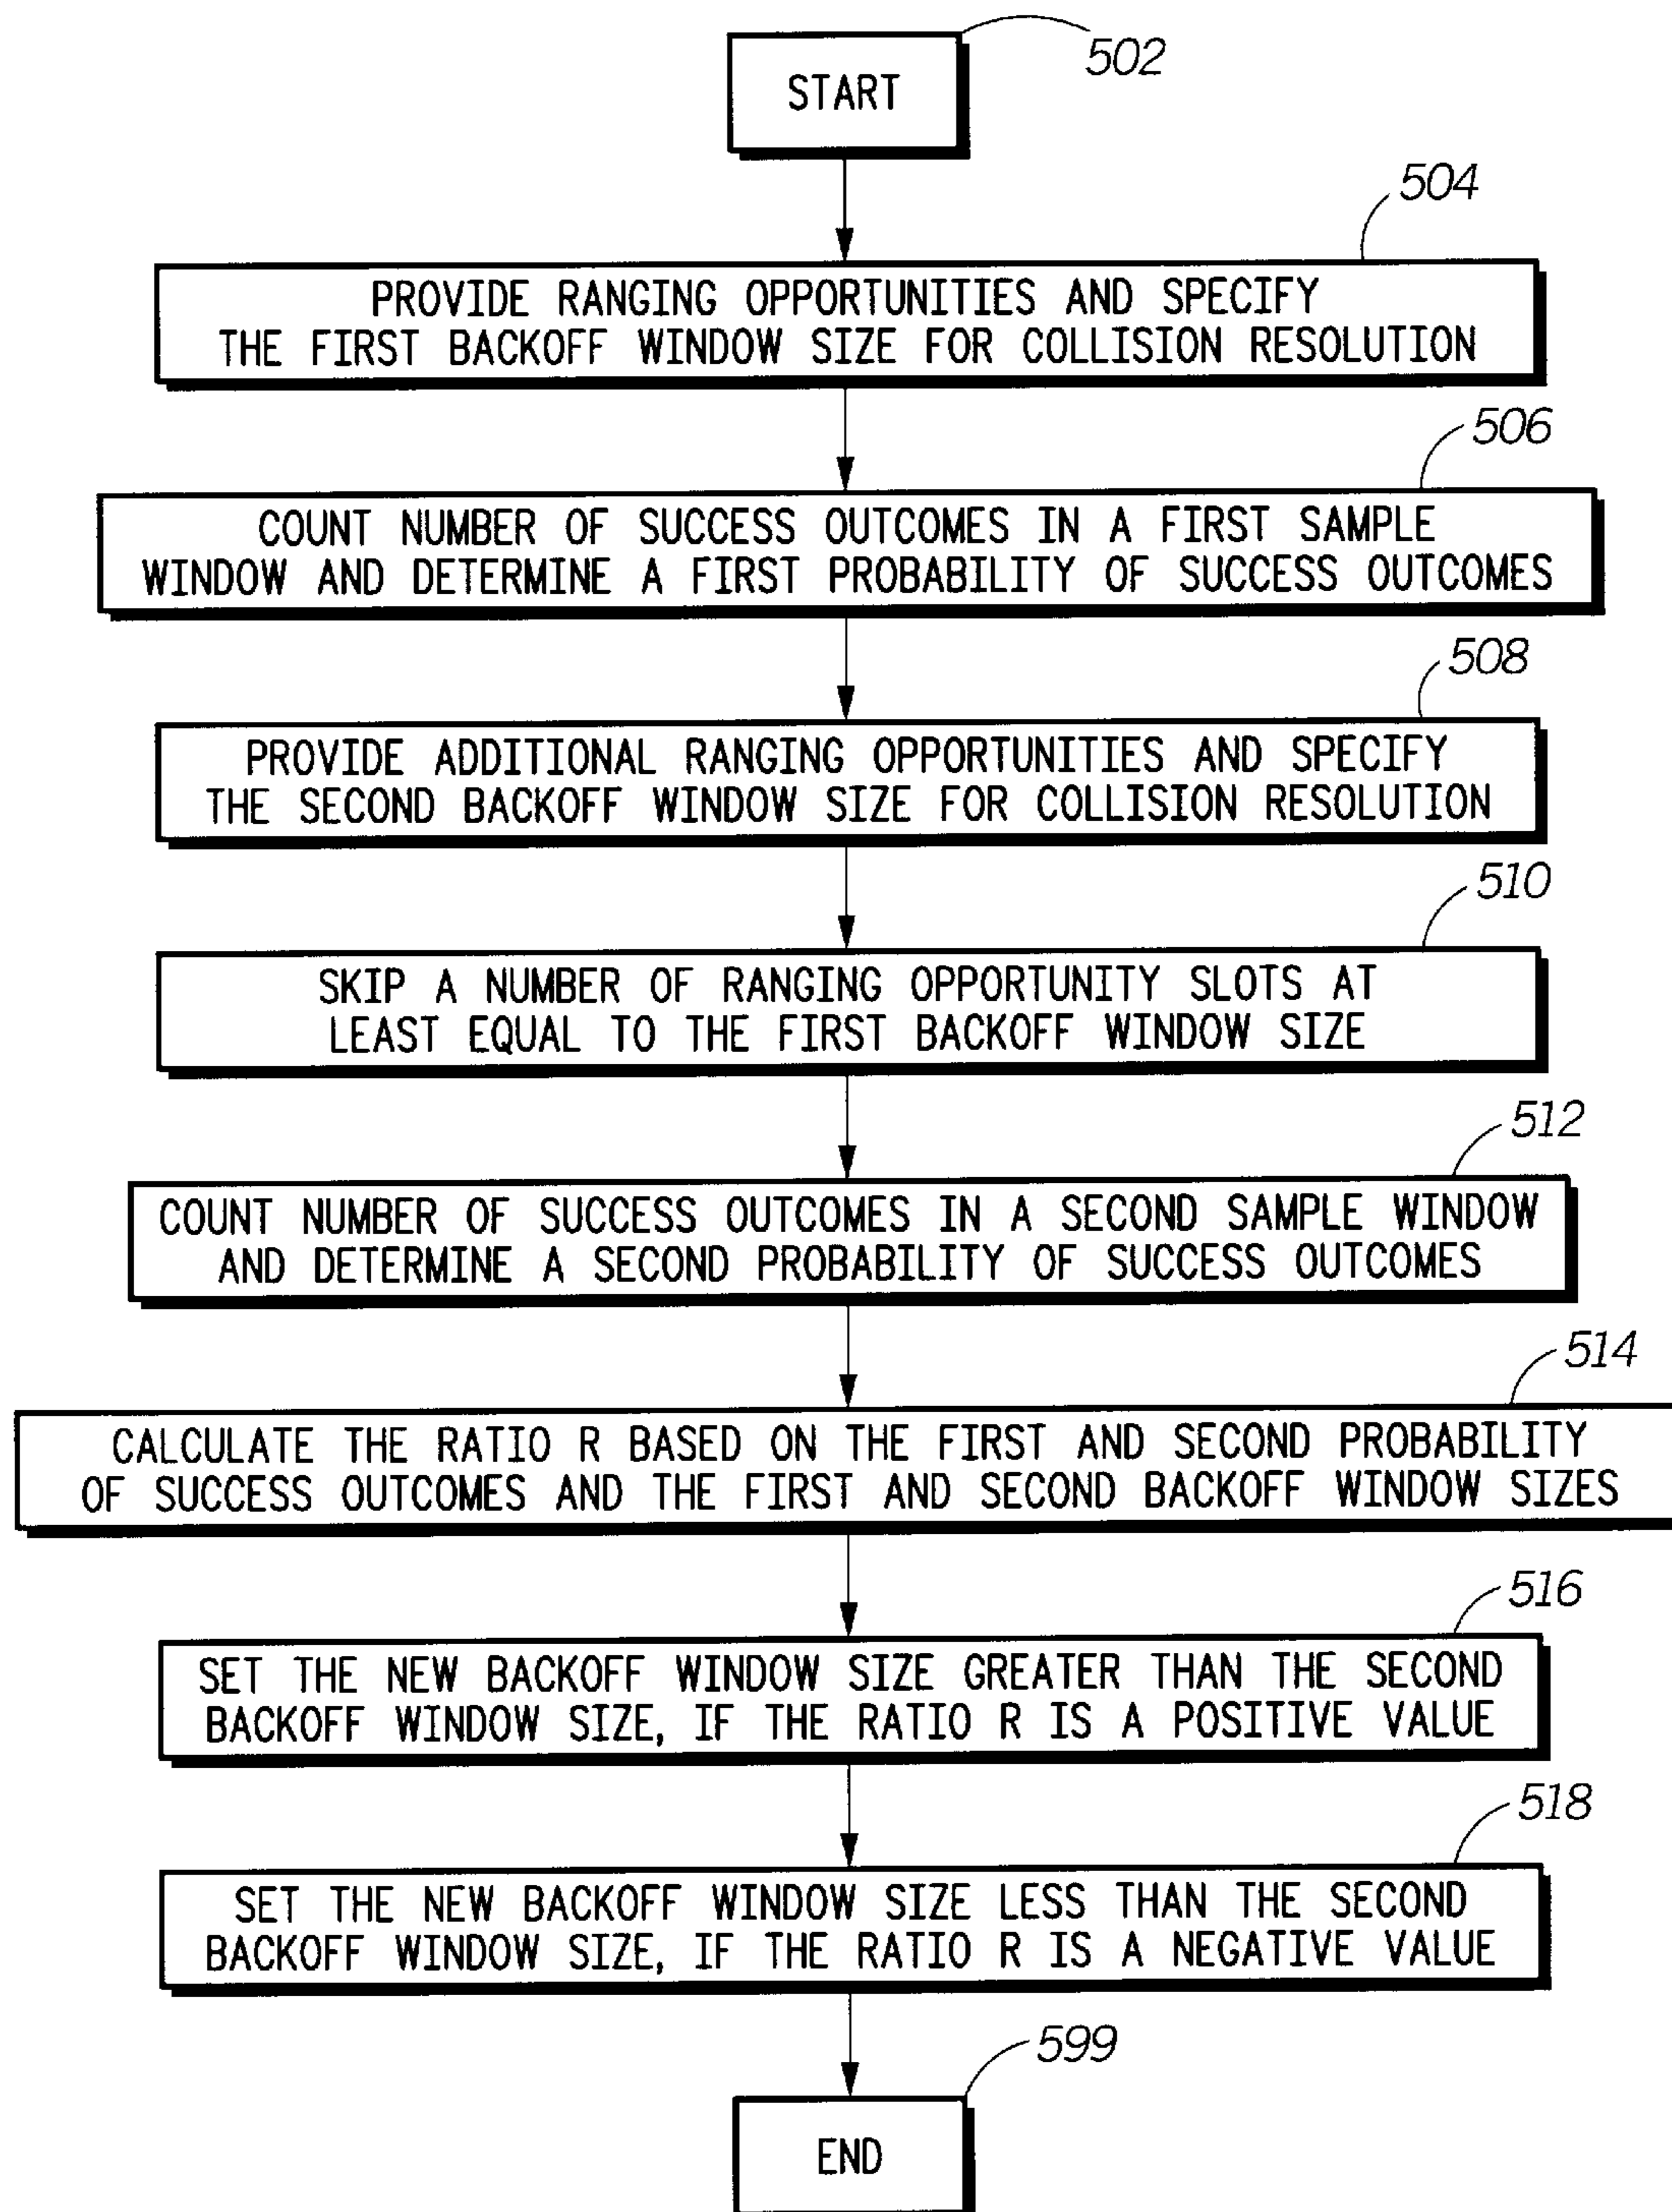 502
START
504
PROVIDE RANGING OPPORTUNITIES AND SPECIFY
THE FIRST BACKOFF WINDOW SIZE FOR COLLISION RESOLUTION
506
COUNT NUMBER OF SUCCESS OUTCOMES IN A FIRST SAMPLE
WINDOW AND DETERMINE A FIRST PROBABILITY OF SUCCESS OUTCOMES
508
PROVIDE ADDITIONAL RANGING OPPORTUNITIES AND SPECIFY
THE SECOND BACKOFF WINDOW SIZE FOR COLLISION RESOLUTION
510
SKIP A NUMBER OF RANGING OPPORTUNITY SLOTS AT
LEAST EQUAL TO THE FIRST BACKOFF WINDOW SIZE
512
COUNT NUMBER OF SUCCESS OUTCOMES IN A SECOND SAMPLE WINDOW
AND DETERMINE A SECOND PROBABILITY OF SUCCESS OUTCOMES
514
CALCULATE THE RATIO R BASED ON THE FIRST AND SECOND PROBABILITY
OF SUCCESS OUTCOMES AND THE FIRST AND SECOND BACKOFF WINDOW SIZES
516
SET THE NEW BACKOFF WINDOW SIZE GREATER THAN THE SECOND
BACKOFF WINDOW SIZE, IF THE RATIO R IS A POSITIVE VALUE
518
SET THE NEW BACKOFF WINDOW SIZE LESS THAN THE SECOND
BACKOFF WINDOW SIZE, IF THE RATIO R IS A NEGATIVE VALUE
599
END